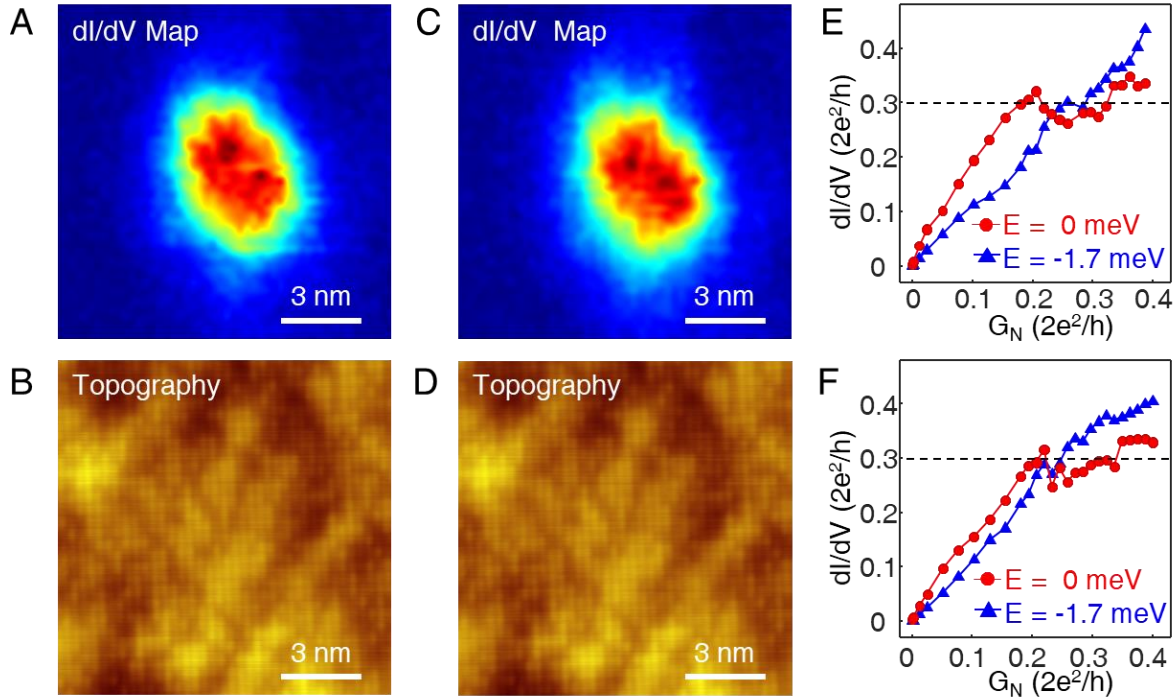 A
dI/dV Map
3 nm
B
Topography
3 nm
C
dI/dV Map
3 nm
D
Topography
3 nm
E
dI/dV (2e²/h)
0.4
0.3
0.2
0.1
0
E = 0 meV
E = -1.7 meV
0 0.1 0.2 0.3 0.4
G_N (2e²/h)
F
dI/dV (2e²/h)
0.4
0.3
0.2
0.1
0
E = 0 meV
E = -1.7 meV
0 0.1 0.2 0.3 0.4
G_N (2e²/h)